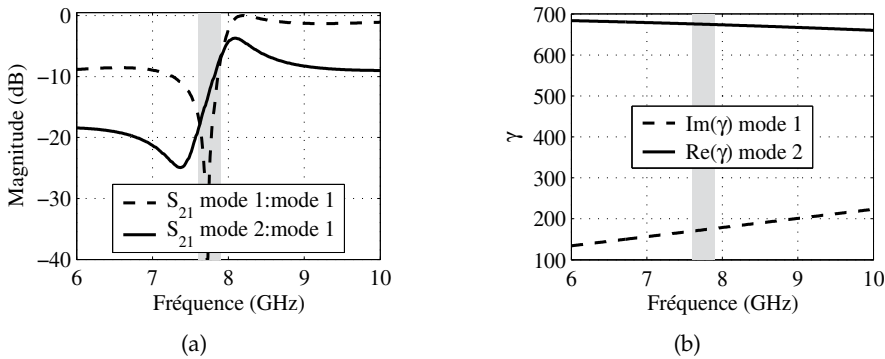 0
−10
−20
−30
−40
Magnitude (dB)
S21 mode 1:mode 1
S21 mode 2:mode 1
6 7 8 9 10
Fréquence (GHz)
(a)
700
600
500
400
300
200
100
γ
Im(γ) mode 1
Re(γ) mode 2
6 7 8 9 10
Fréquence (GHz)
(b)